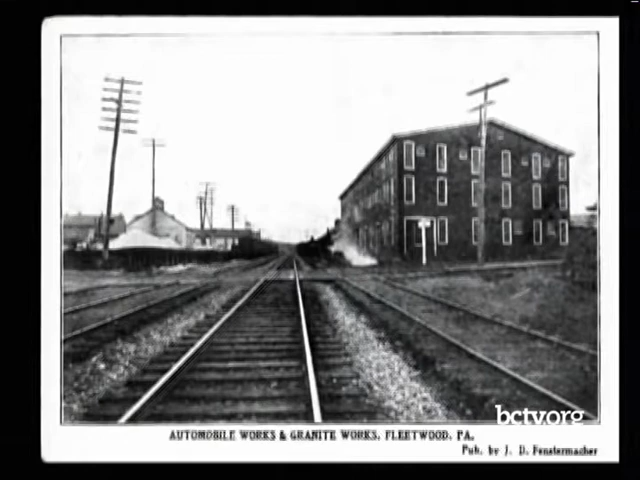 bctv.org
AUTOMOBILE WORKS & GRANITE WORKS, FLEETWOOD, PA.
Pub. by J. D. Fenstermacher